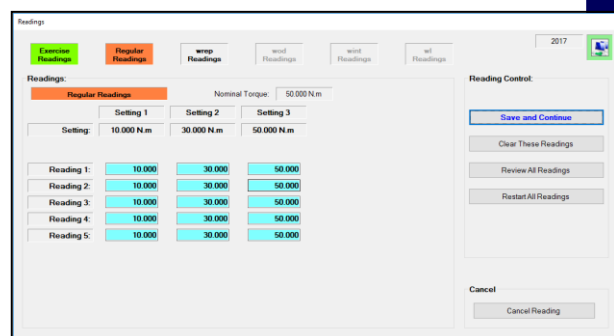 Readings
Exercise Readings
Regular Readings
wrep Readings
wod Readings
wint Readings
wl Readings
2017
Readings:
Regular Readings
Nominal Torque: 50.000 N.m
Setting 1 Setting 2 Setting 3
Setting: 10.000 N.m 30.000 N.m 50.000 N.m
Reading 1: 10.000 30.000 50.000
Reading 2: 10.000 30.000 50.000
Reading 3: 10.000 30.000 50.000
Reading 4: 10.000 30.000 50.000
Reading 5: 10.000 30.000 50.000
Reading Control:
Save and Continue
Clear These Readings
Review All Readings
Restart All Readings
Cancel
Cancel Reading